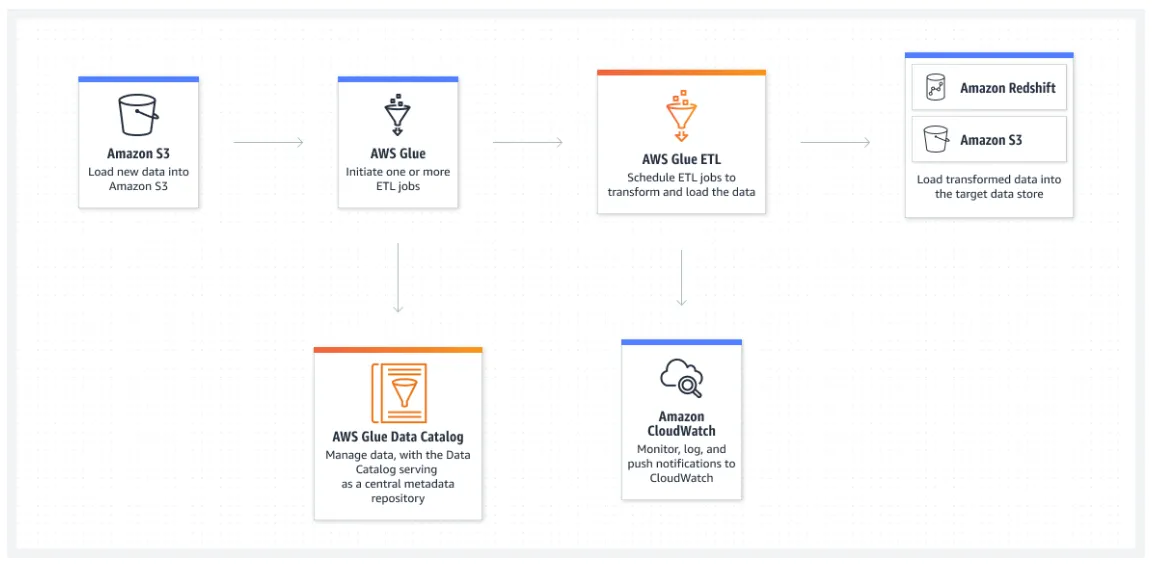 Amazon S3
Load new data into
Amazon S3
AWS Glue
Initiate one or more
ETL jobs
AWS Glue ETL
Schedule ETL jobs to
transform and load the data
Amazon Redshift
Amazon S3
Load transformed data into
the target data store
AWS Glue Data Catalog
Manage data, with the Data
Catalog serving
as a central metadata
repository
Amazon
CloudWatch
Monitor, log, and
push notifications to
CloudWatch